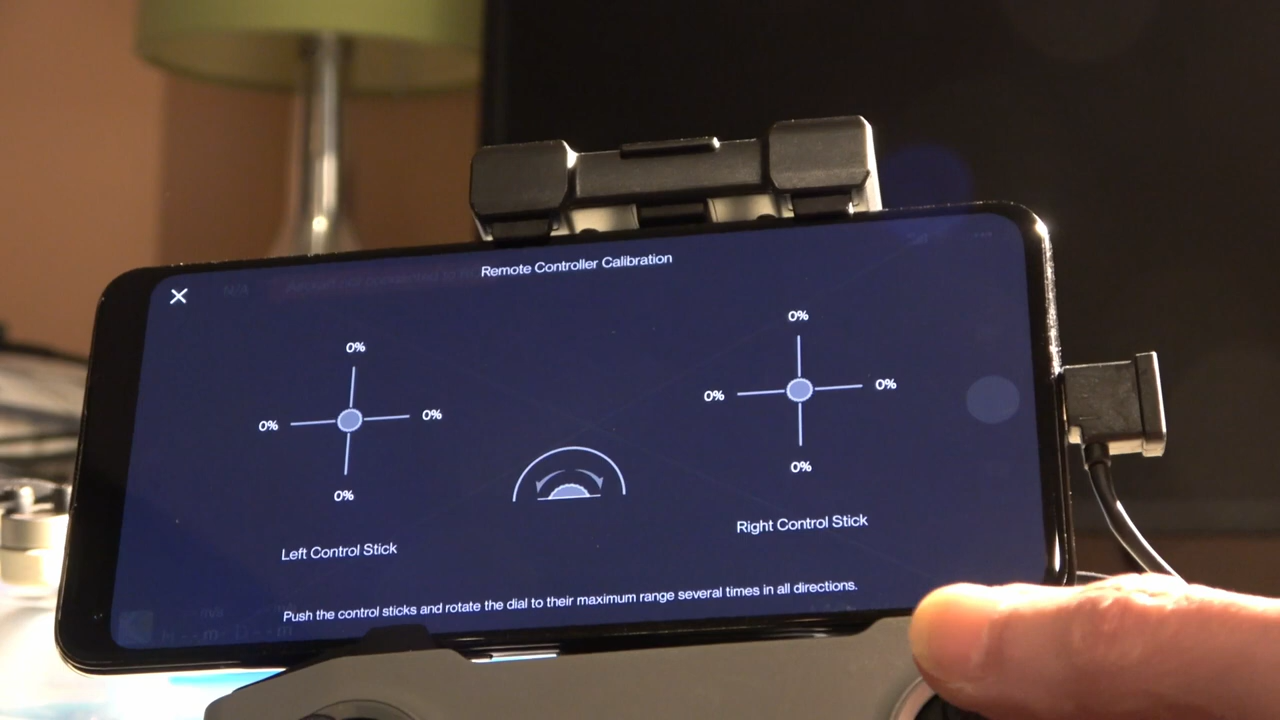 Remote Controller Calibration
0%
0%
0%
0%
Left Control Stick
0%
0%
0%
0%
Right Control Stick
Push the control sticks and rotate the dial to their maximum range several times in all directions.